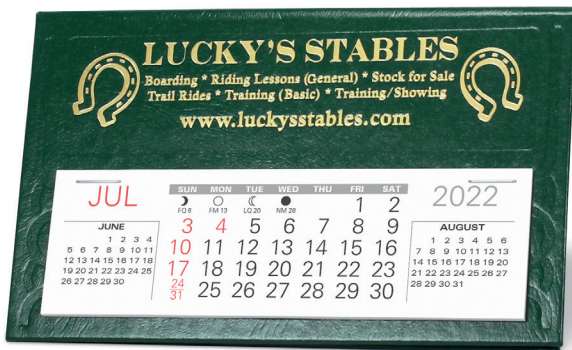 LUCKY'S STABLES
Boarding * Riding Lessons (General) * Stock for Sale
Trail Rides * Training (Basic) * Training/Showing
www.luckysstables.com
JUL
SUN MON TUE WED THU FRI SAT
2022
FQ 6 FM 13 LQ 20 NM 28 1 2
3 4 5 6 7 8 9
10 11 12 13 14 15 16
17 18 19 20 21 22 23
24/31 25 26 27 28 29 30
JUNE
1 2 3 4
5 6 7 8 9 10 11
12 13 14 15 16 17 18
19 20 21 22 23 24 25
26 27 28 29 30
AUGUST
1 2 3 4 5 6
7 8 9 10 11 12 13
14 15 16 17 18 19 20
21 22 23 24 25 26 27
28 29 30 31